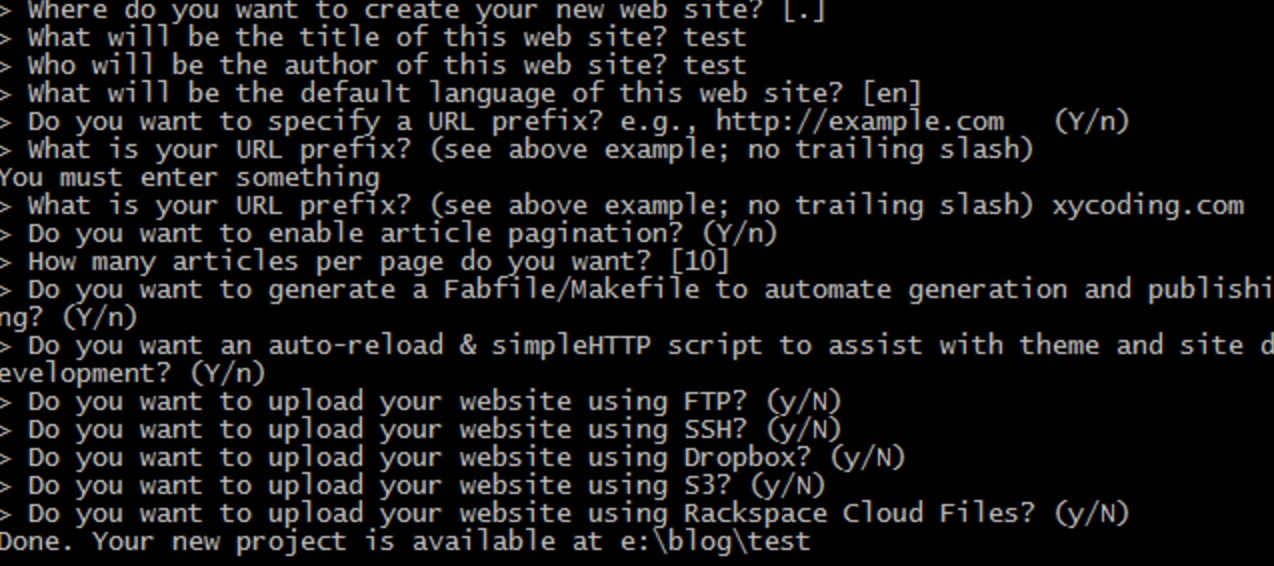 > Where do you want to create your new web site? [.]
> What will be the title of this web site? test
> Who will be the author of this web site? test
> What will be the default language of this web site? [en]
> Do you want to specify a URL prefix? e.g., http://example.com   (Y/n)
> What is your URL prefix? (see above example; no trailing slash)
You must enter something
> What is your URL prefix? (see above example; no trailing slash) xycoding.com
> Do you want to enable article pagination? (Y/n)
> How many articles per page do you want? [10]
> Do you want to generate a Fabfile/Makefile to automate generation and publishi
ng? (Y/n)
> Do you want an auto-reload & simpleHTTP script to assist with theme and site d
evelopment? (Y/n)
> Do you want to upload your website using FTP? (y/N)
> Do you want to upload your website using SSH? (y/N)
> Do you want to upload your website using Dropbox? (y/N)
> Do you want to upload your website using S3? (y/N)
> Do you want to upload your website using Rackspace Cloud Files? (y/N)
Done. Your new project is available at e:\blog\test